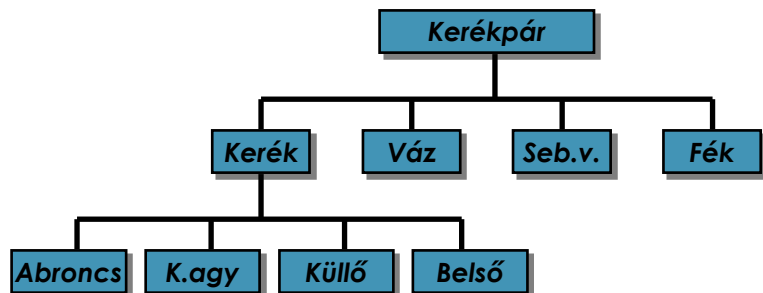 Kerékpár
Kerék
Váz
Seb.v.
Fék
Abroncs
K.agy
Küllő
Belső